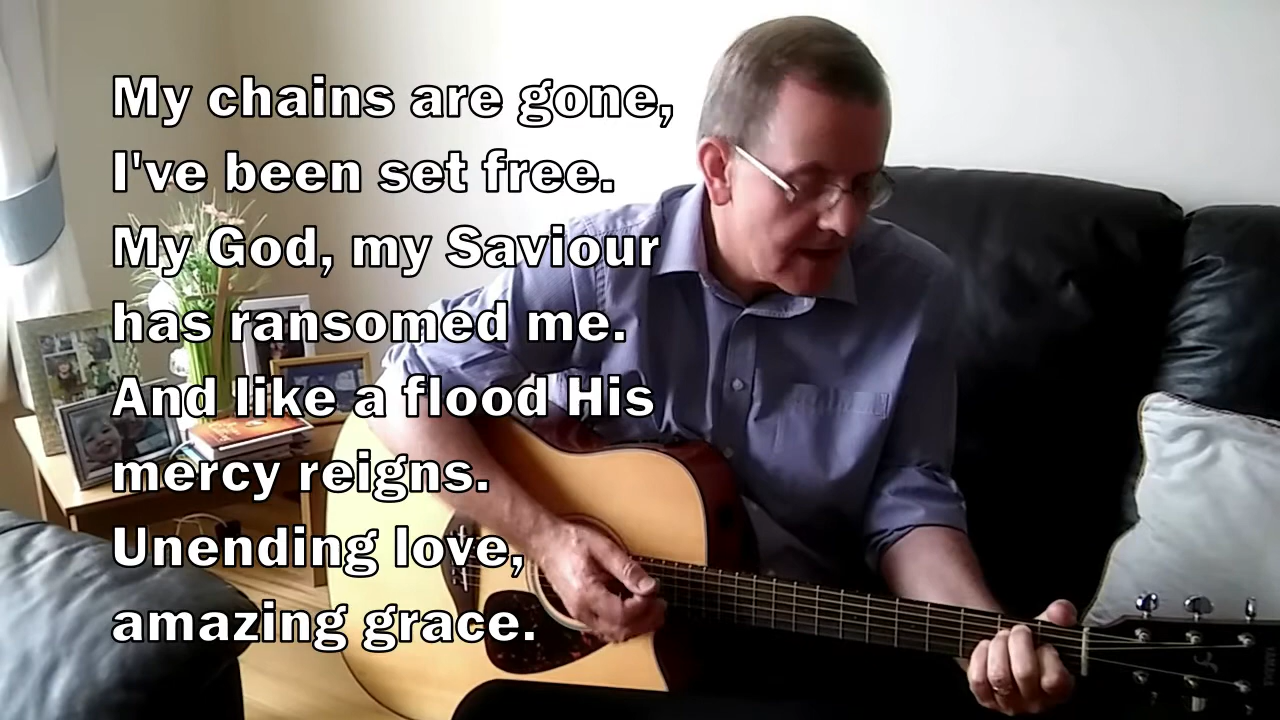 My chains are gone,
I've been set free.
My God, my Saviour
has ransomed me.
And like a flood His
mercy reigns.
Unending love,
amazing grace.